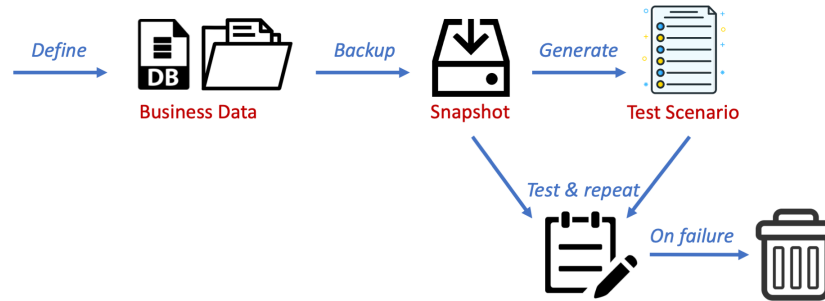 Define
DB
Business Data
Backup
Snapshot
Generate
Test Scenario
Test & repeat
On failure